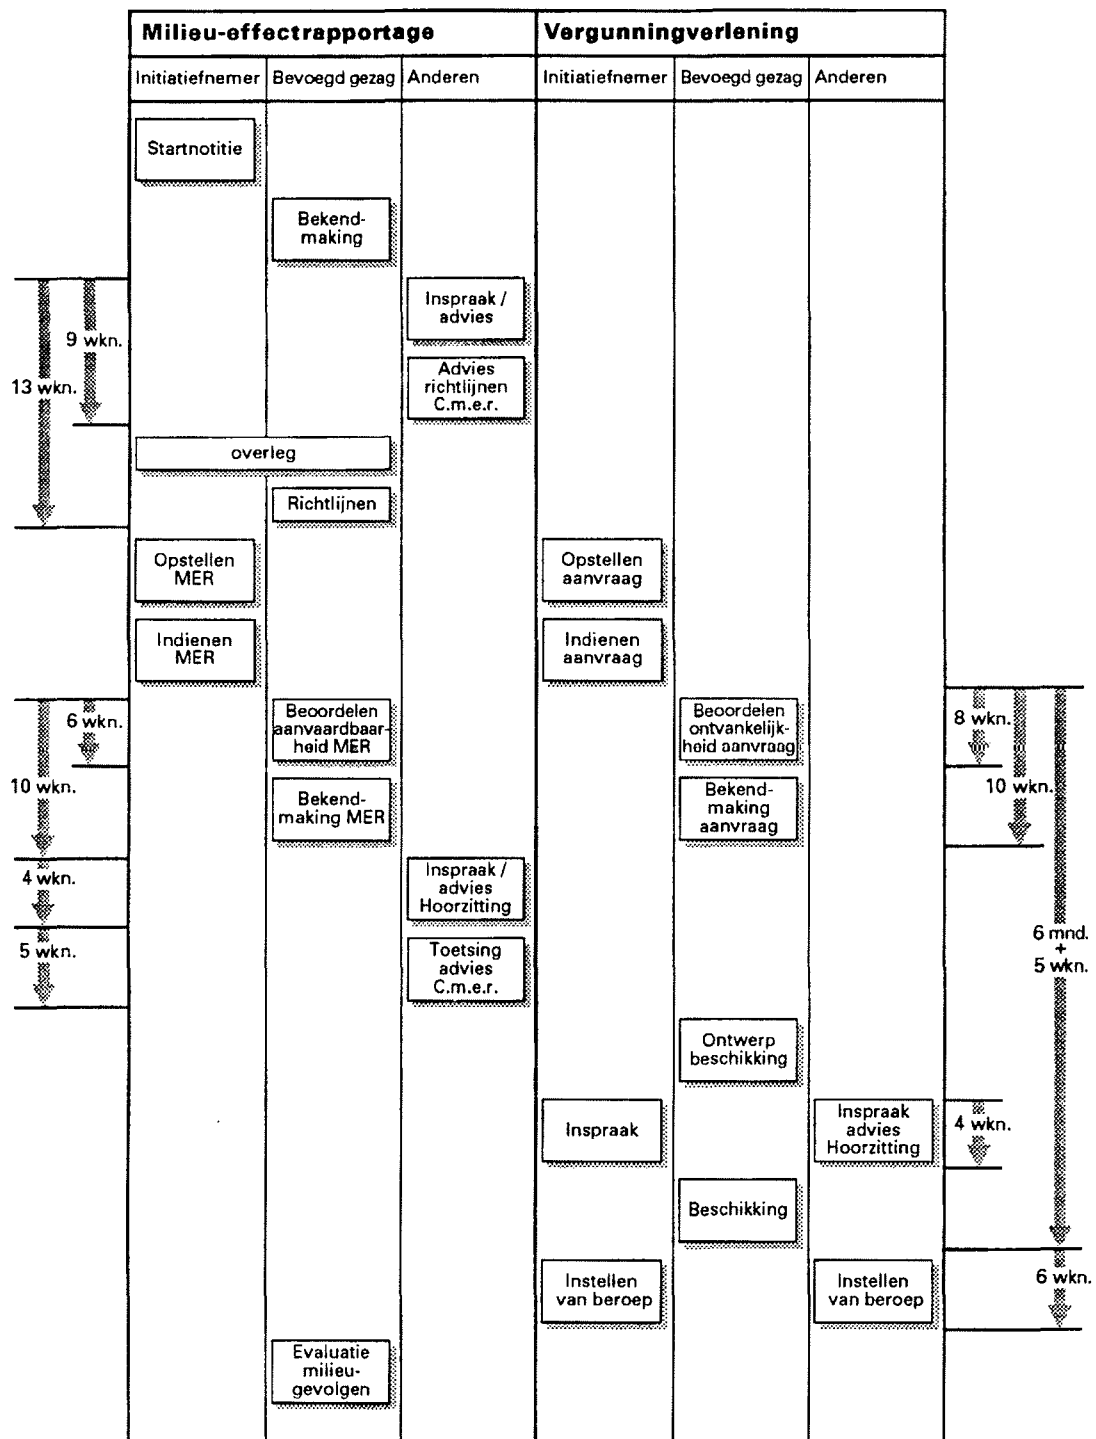 Milieu-effectrapportage
Vergunningverlening
Initiatiefnemer
Bevoegd gezag
Anderen
Initiatiefnemer
Bevoegd gezag
Anderen
Startnotitie
Bekend-
making
Inspraak /
advies
9 wkn.
13 wkn.
Advies
richtlijnen
C.m.e.r.
overleg
Richtlijnen
Opstellen
MER
Opstellen
aanvraag
Indienen
MER
Indienen
aanvraag
6 wkn.
Beoordelen
aanvaardbaar-
heid MER
Beoordelen
ontvankelijk-
heid aanvraag
8 wkn.
10 wkn.
Bekend-
making MER
Bekend-
making
aanvraag
10 wkn.
4 wkn.
Inspraak /
advies
Hoorzitting
5 wkn.
Toetsing
advies
C.m.e.r.
6 mnd.
+
5 wkn.
Ontwerp
beschikking
Inspraak
Inspraak
advies
Hoorzitting
4 wkn.
Beschikking
Instellen
van beroep
Instellen
van beroep
6 wkn.
Evaluatie
milieu-
gevolgen